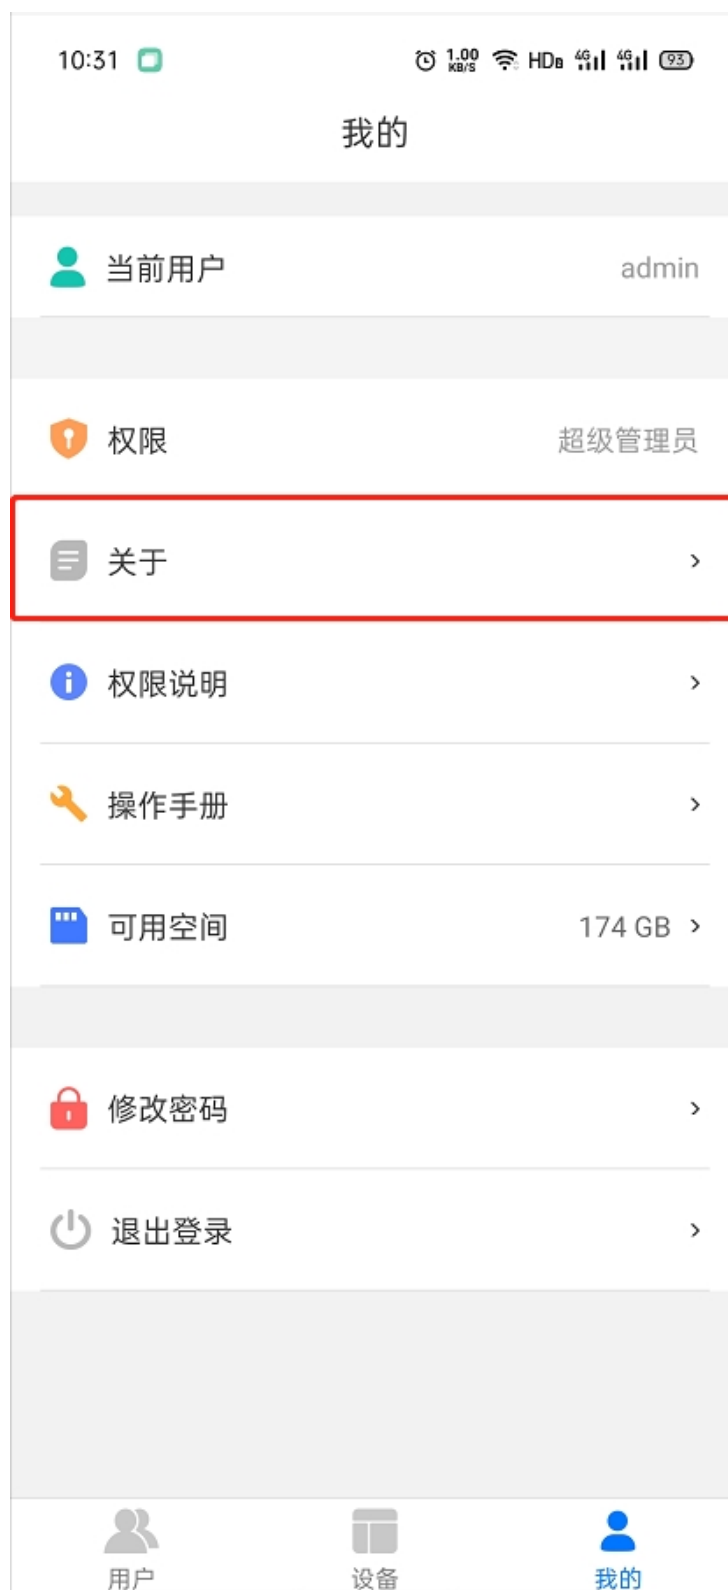 10:31 1.00 KB/S HDB 4G 4G 93
我的
当前用户 admin
权限 超级管理员
关于
权限说明
操作手册
可用空间 174 GB
修改密码
退出登录
用户 设备 我的